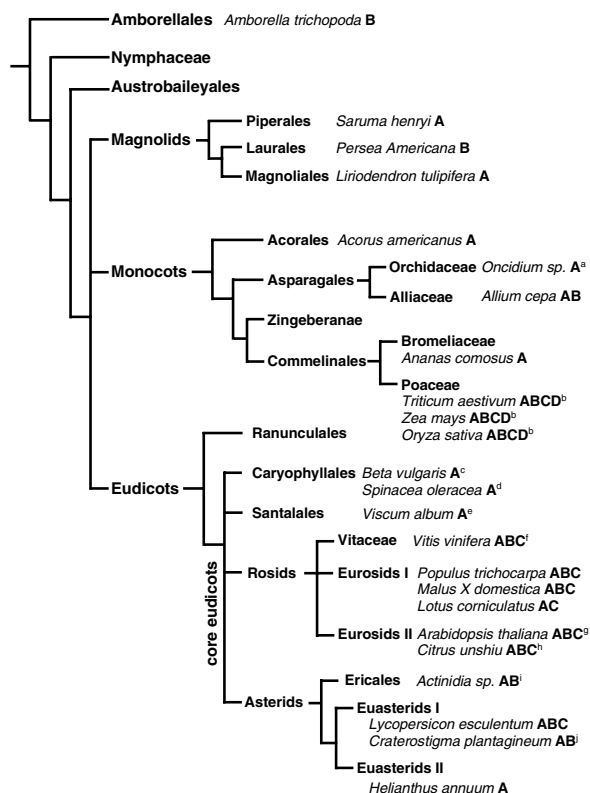 Amborellales Amborella trichopoda B
Nymphaceae
Austrobaileyales
Magnolids
Piperales Saruma henryi A
Laurales Persea Americana B
Magnoliales Liriodendron tulipifera A
Monocots
Acorales Acorus americanus A
Asparagales
Orchidaceae Oncidium sp. Aᵃ
Alliaceae Allium cepa AB
Zingeberanae
Commelinales
Bromeliaceae
Ananas comosus A
Poaceae
Triticum aestivum ABCDᵇ
Zea mays ABCDᵇ
Oryza sativa ABCDᵇ
Eudicots
Ranunculales
Caryophyllales Beta vulgaris Aᶜ
Spinacea oleracea Aᵈ
Santalales Viscum album Aᵉ
core eudicots
Rosids
Vitaceae Vitis vinifera ABCᶠ
Eurosids I Populus trichocarpa ABC
Malus X domestica ABC
Lotus corniculatus AC
Eurosids II Arabidopsis thaliana ABCᵍ
Citrus unshiu ABCʰ
Asterids
Ericales Actinidia sp. ABⁱ
Euasterids I
Lycopersicon esculentum ABC
Craterostigma plantagineum ABʲ
Euasterids II
Helianthus annuum A